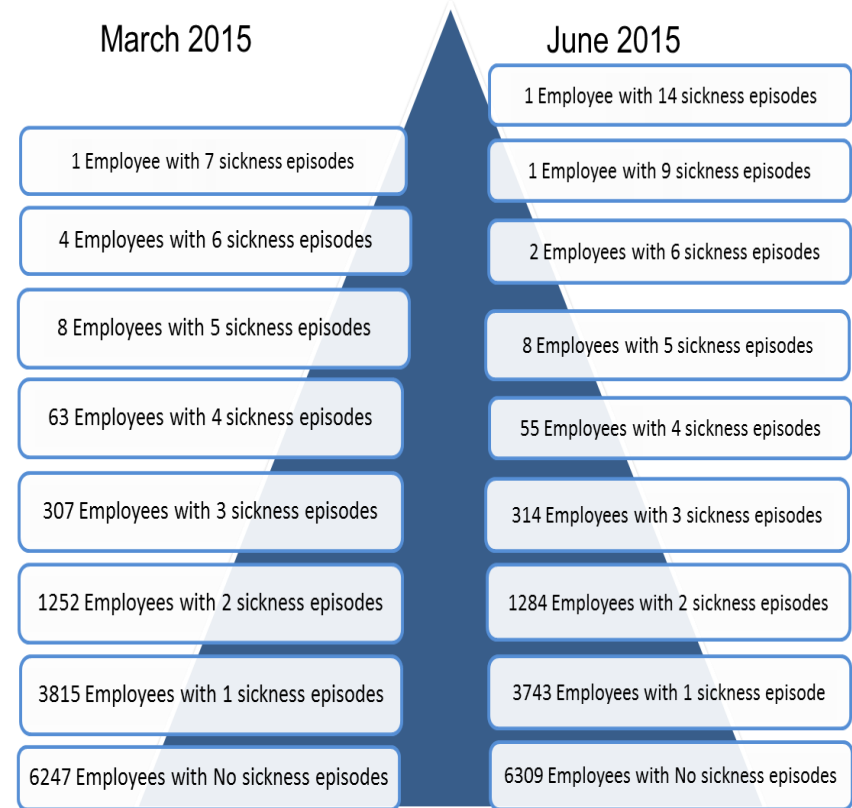 March 2015
1 Employee with 7 sickness episodes
4 Employees with 6 sickness episodes
8 Employees with 5 sickness episodes
63 Employees with 4 sickness episodes
307 Employees with 3 sickness episodes
1252 Employees with 2 sickness episodes
3815 Employees with 1 sickness episodes
6247 Employees with No sickness episodes
June 2015
1 Employee with 14 sickness episodes
1 Employee with 9 sickness episodes
2 Employees with 6 sickness episodes
8 Employees with 5 sickness episodes
55 Employees with 4 sickness episodes
314 Employees with 3 sickness episodes
1284 Employees with 2 sickness episodes
3743 Employees with 1 sickness episode
6309 Employees with No sickness episodes